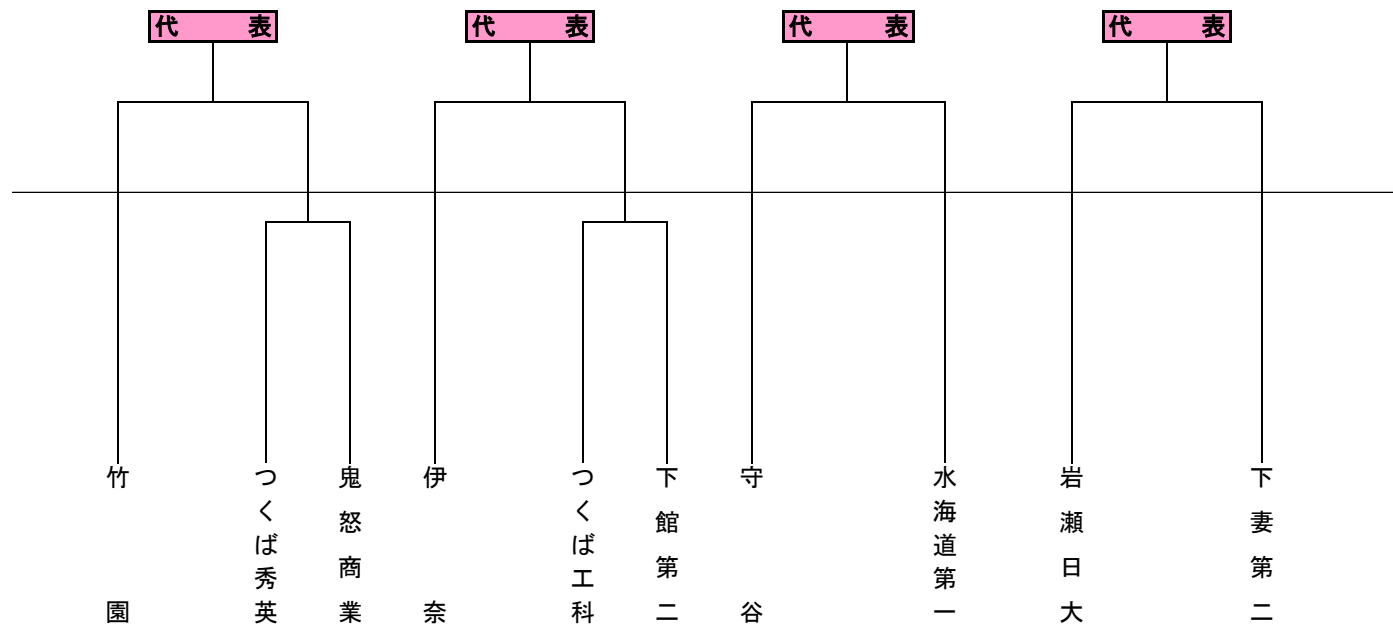 代　表
代　表
代　表
代　表
竹園
つくば秀英
鬼怒商業
伊奈
つくば工科
下館第二
守谷
水海道第一
岩瀬日大
下妻第二